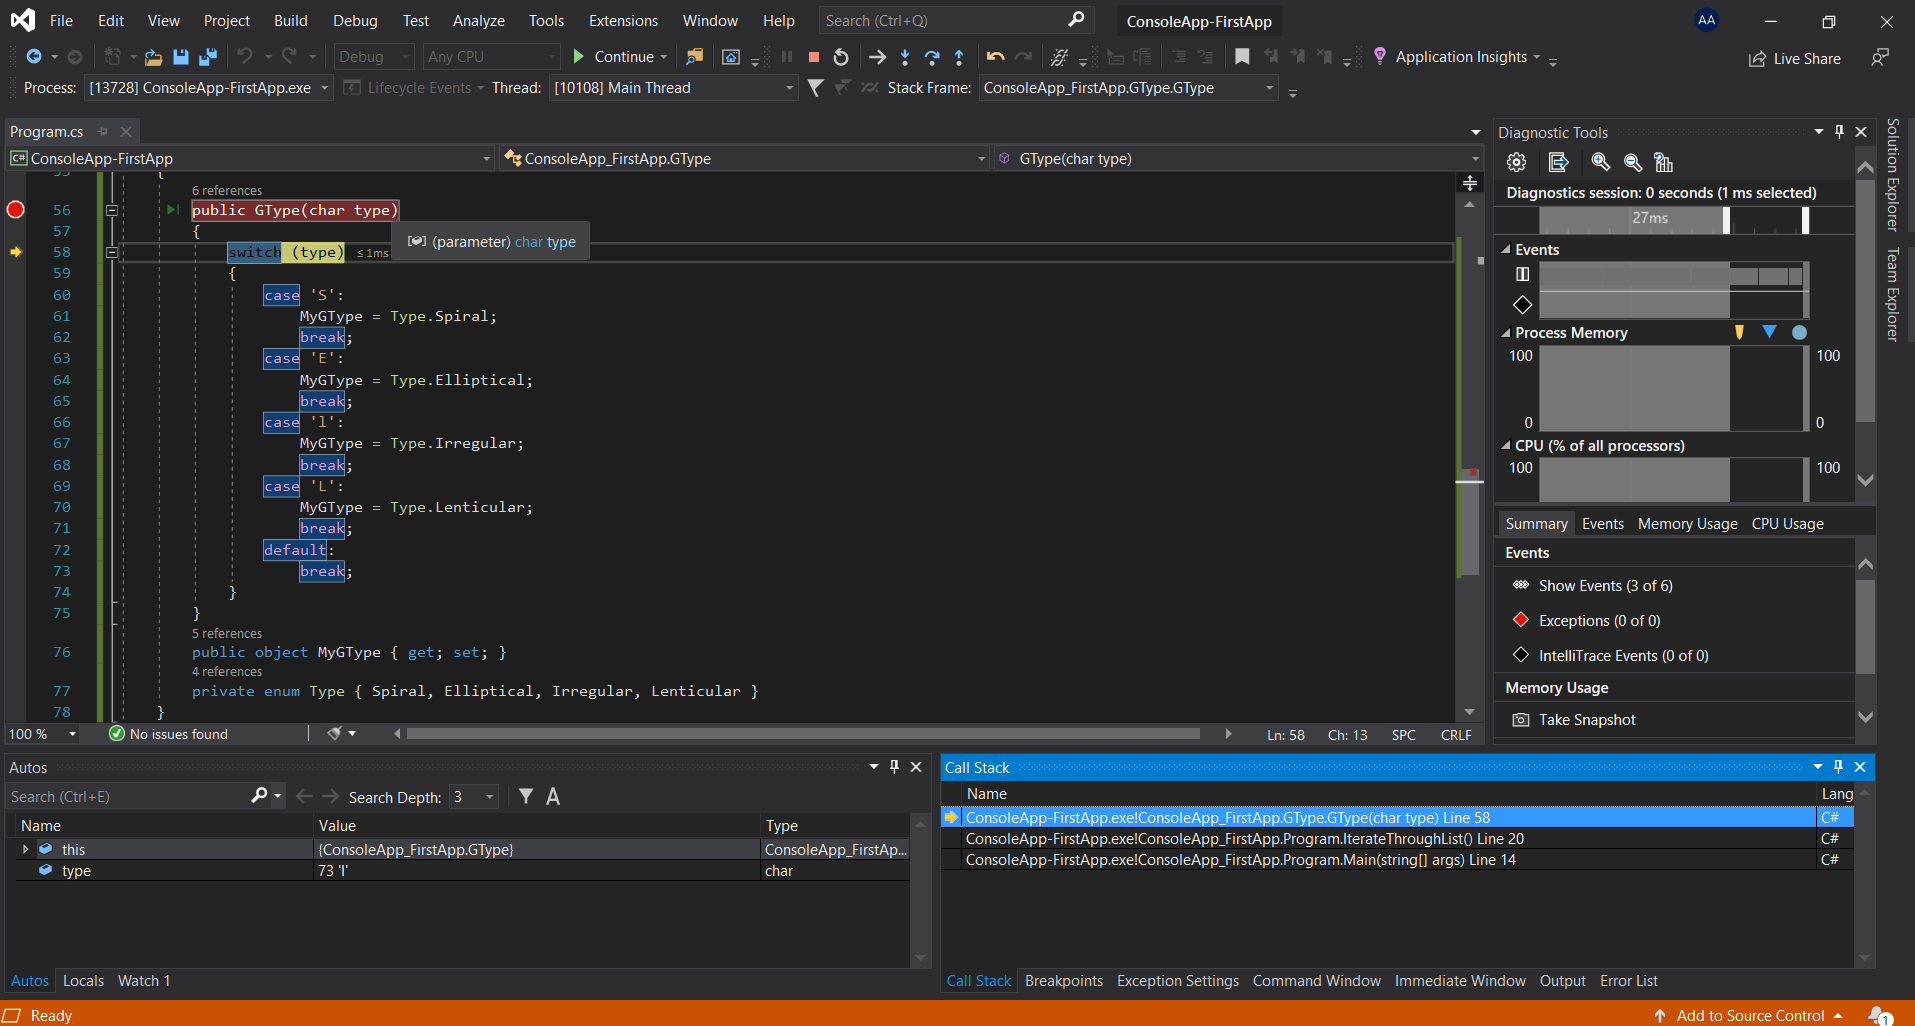 File Edit View Project Build Debug Test Analyze Tools Extensions Window Help Search (Ctrl+Q) ConsoleApp-FirstApp AA
Debug Any CPU Continue Application Insights Live Share
Process: [13728] ConsoleApp-FirstApp.exe Lifecycle Events Thread: [10108] Main Thread Stack Frame: ConsoleApp_FirstApp.GType.GType
Program.cs
C# ConsoleApp-FirstApp ConsoleApp_FirstApp.GType GType(char type)
55 {
6 references
56 public GType(char type)
57 {
(parameter) char type
58 switch (type) ≤ 1ms
59 {
60 case 'S':
61 MyGType = Type.Spiral;
62 break;
63 case 'E':
64 MyGType = Type.Elliptical;
65 break;
66 case 'l':
67 MyGType = Type.Irregular;
68 break;
69 case 'L':
70 MyGType = Type.Lenticular;
71 break;
72 default:
73 break;
74 }
75 }
5 references
76 public object MyGType { get; set; }
4 references
77 private enum Type { Spiral, Elliptical, Irregular, Lenticular }
78 }
100 % No issues found Ln: 58 Ch: 13 SPC CRLF
Diagnostic Tools
Diagnostics session: 0 seconds (1 ms selected)
27ms
Events
Process Memory
100 100
0 0
CPU (% of all processors)
100 100
Summary Events Memory Usage CPU Usage
Events
Show Events (3 of 6)
Exceptions (0 of 0)
IntelliTrace Events (0 of 0)
Memory Usage
Take Snapshot
Solution Explorer
Team Explorer
Autos
Search (Ctrl+E) Search Depth: 3 A
Name Value Type
this {ConsoleApp_FirstApp.GType} ConsoleApp_FirstAp...
type 73 'I' char
Autos Locals Watch 1
Call Stack
Name Lang
ConsoleApp-FirstApp.exe!ConsoleApp_FirstApp.GType.GType(char type) Line 58 C#
ConsoleApp-FirstApp.exe!ConsoleApp_FirstApp.Program.IterateThroughList() Line 20 C#
ConsoleApp-FirstApp.exe!ConsoleApp_FirstApp.Program.Main(string[] args) Line 14 C#
Call Stack Breakpoints Exception Settings Command Window Immediate Window Output Error List
Ready Add to Source Control 1